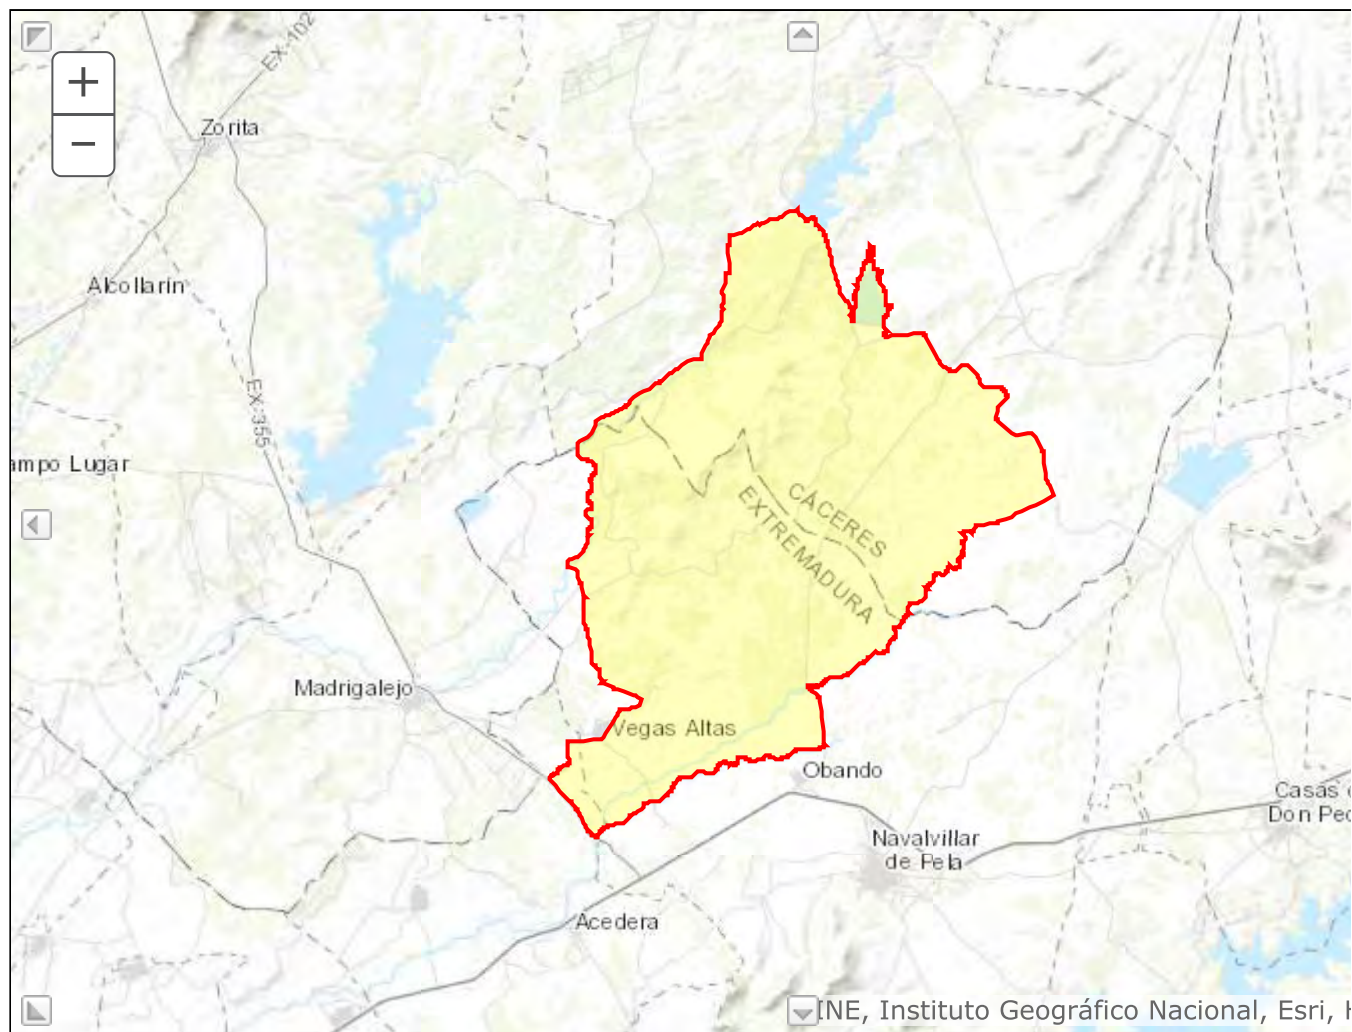 +
−
EX-102
Zorita
Alcollarín
EX-355
ampo Lugar
CÁCERES
EXTREMADURA
Madrigalejo
Vegas Altas
Obando
Casas
Don Pe
Navalvillar
de Pela
Acedera
INE, Instituto Geográfico Nacional, Esri, H